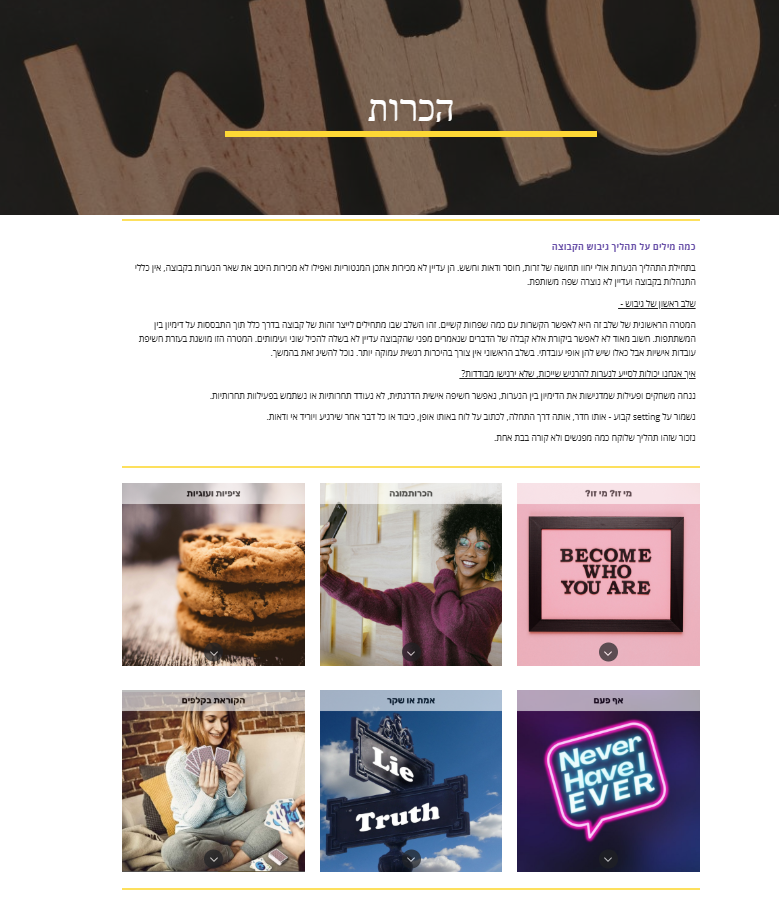 WHO
הכרות
כמה מילים על תהליך גיבוש הקבוצה
בתחילת התהליך הנערות אולי יחוו תחושה של זרות, חוסר ודאות וחשש. הן עדיין לא מכירות אתכן המנטוריות ואפילו לא מכירות היטב את שאר הנערות בקבוצה, אין כללי
התנהלות בקבוצה ועדיין לא נוצרה שפה משותפת.
שלב ראשון של גיבוש -
המטרה הראשונית של שלב זה היא לאפשר הקשרות עם כמה שפחות קשיים. זהו השלב שבו מתחילים לייצר זהות של קבוצה בדרך כלל תוך התבססות על דימיון בין
המשתתפות. חשוב מאוד לא לאפשר ביקורת אלא קבלה של הדברים שנאמרים מפני שהקבוצה עדיין לא בשלה להכיל שוני ועימותים. המטרה הזו מושגת בעזרת חשיפת
עובדות אישיות אבל כאלו שיש להן אופי עובדתי. בשלב הראשוני אין צורך בהיכרות רגשית עמוקה יותר. נוכל להשיג זאת בהמשך.
איך אנחנו יכולות לסייע לנערות להרגיש שייכות, שלא ירגישו מבודדות?
ננחה משחקים ופעילות שמדגישות את הדימיון בין הנערות, נאפשר חשיפה אישית הדרגתית, לא נעודד תחרותיות או נשתמש בפעילויות תחרותיות.
נשמור על setting קבוע - אותו חדר, אותה דרך התחלה, לכתוב על לוח באותו אופן, כיבוד או כל דבר אחר שירגיע ויוריד אי ודאות.
נזכור שזהו תהליך שלוקח כמה מפגשים ולא קורה בבת אחת.
מי זו? מי זו?
הכרותמונה
ציפיות ועוגיות
BECOME
WHO
YOU ARE
אף פעם
אמת או שקר
הקוראת בקלפים
Never
Have I
EVER
Lie
Truth